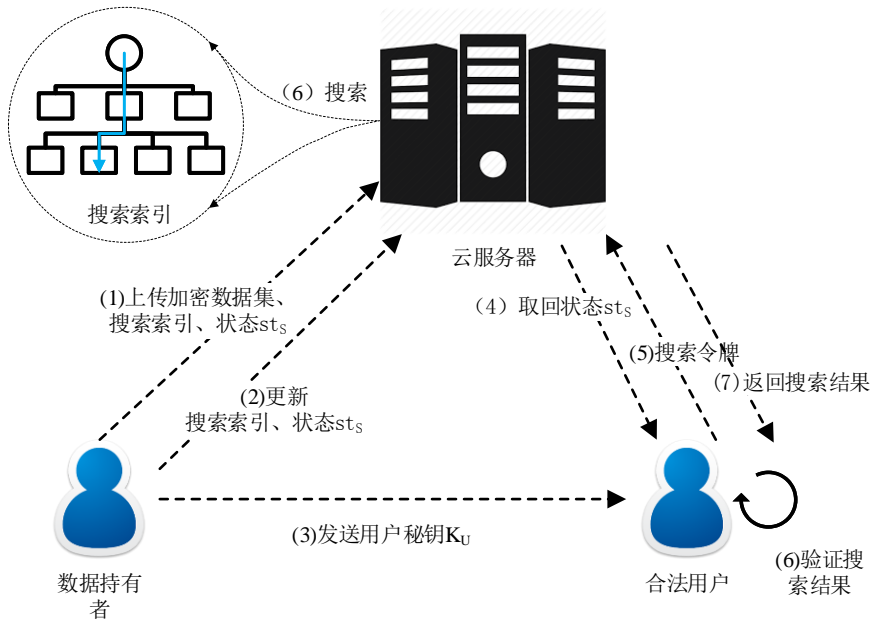 （6）搜索
搜索索引
云服务器
(1)上传加密数据集、
搜索索引、状态stS
（4）取回状态stS
(5)搜索令牌
(7)返回搜索结果
(2)更新
搜索索引、状态stS
(3)发送用户秘钥KU
数据持有
者
合法用户
(6)验证搜
索结果